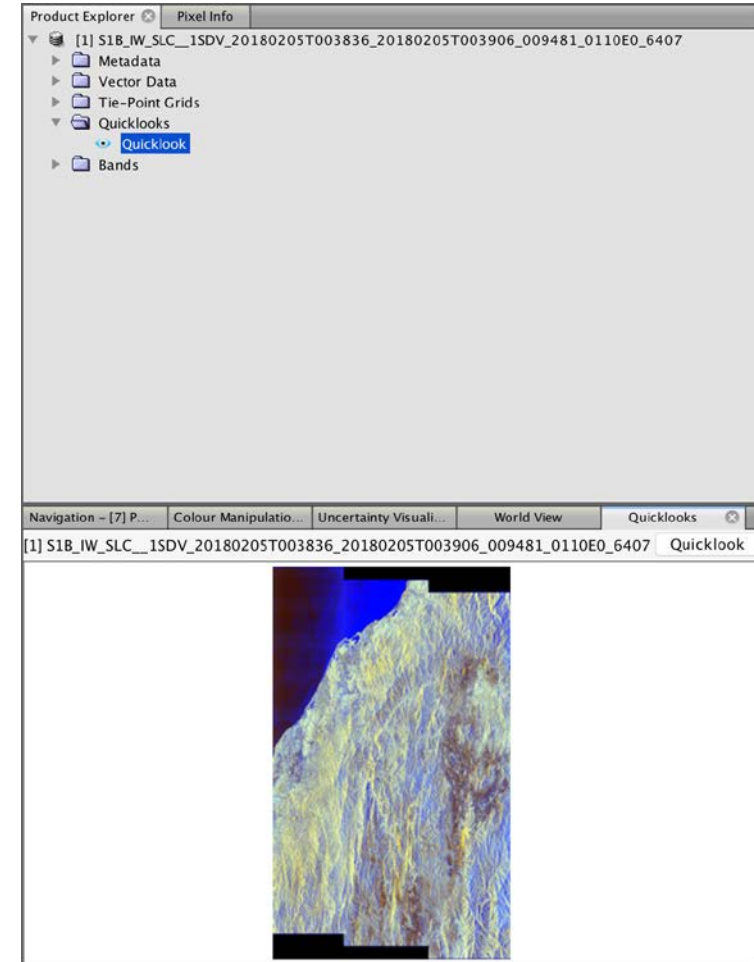 Product Explorer Pixel Info
[1] S1B_IW_SLC__1SDV_20180205T003836_20180205T003906_009481_0110E0_6407
Metadata
Vector Data
Tie-Point Grids
Quicklooks
Quicklook
Bands
Navigation – [7] P... Colour Manipulatio... Uncertainty Visuali... World View Quicklooks
[1] S1B_IW_SLC__1SDV_20180205T003836_20180205T003906_009481_0110E0_6407 Quicklook